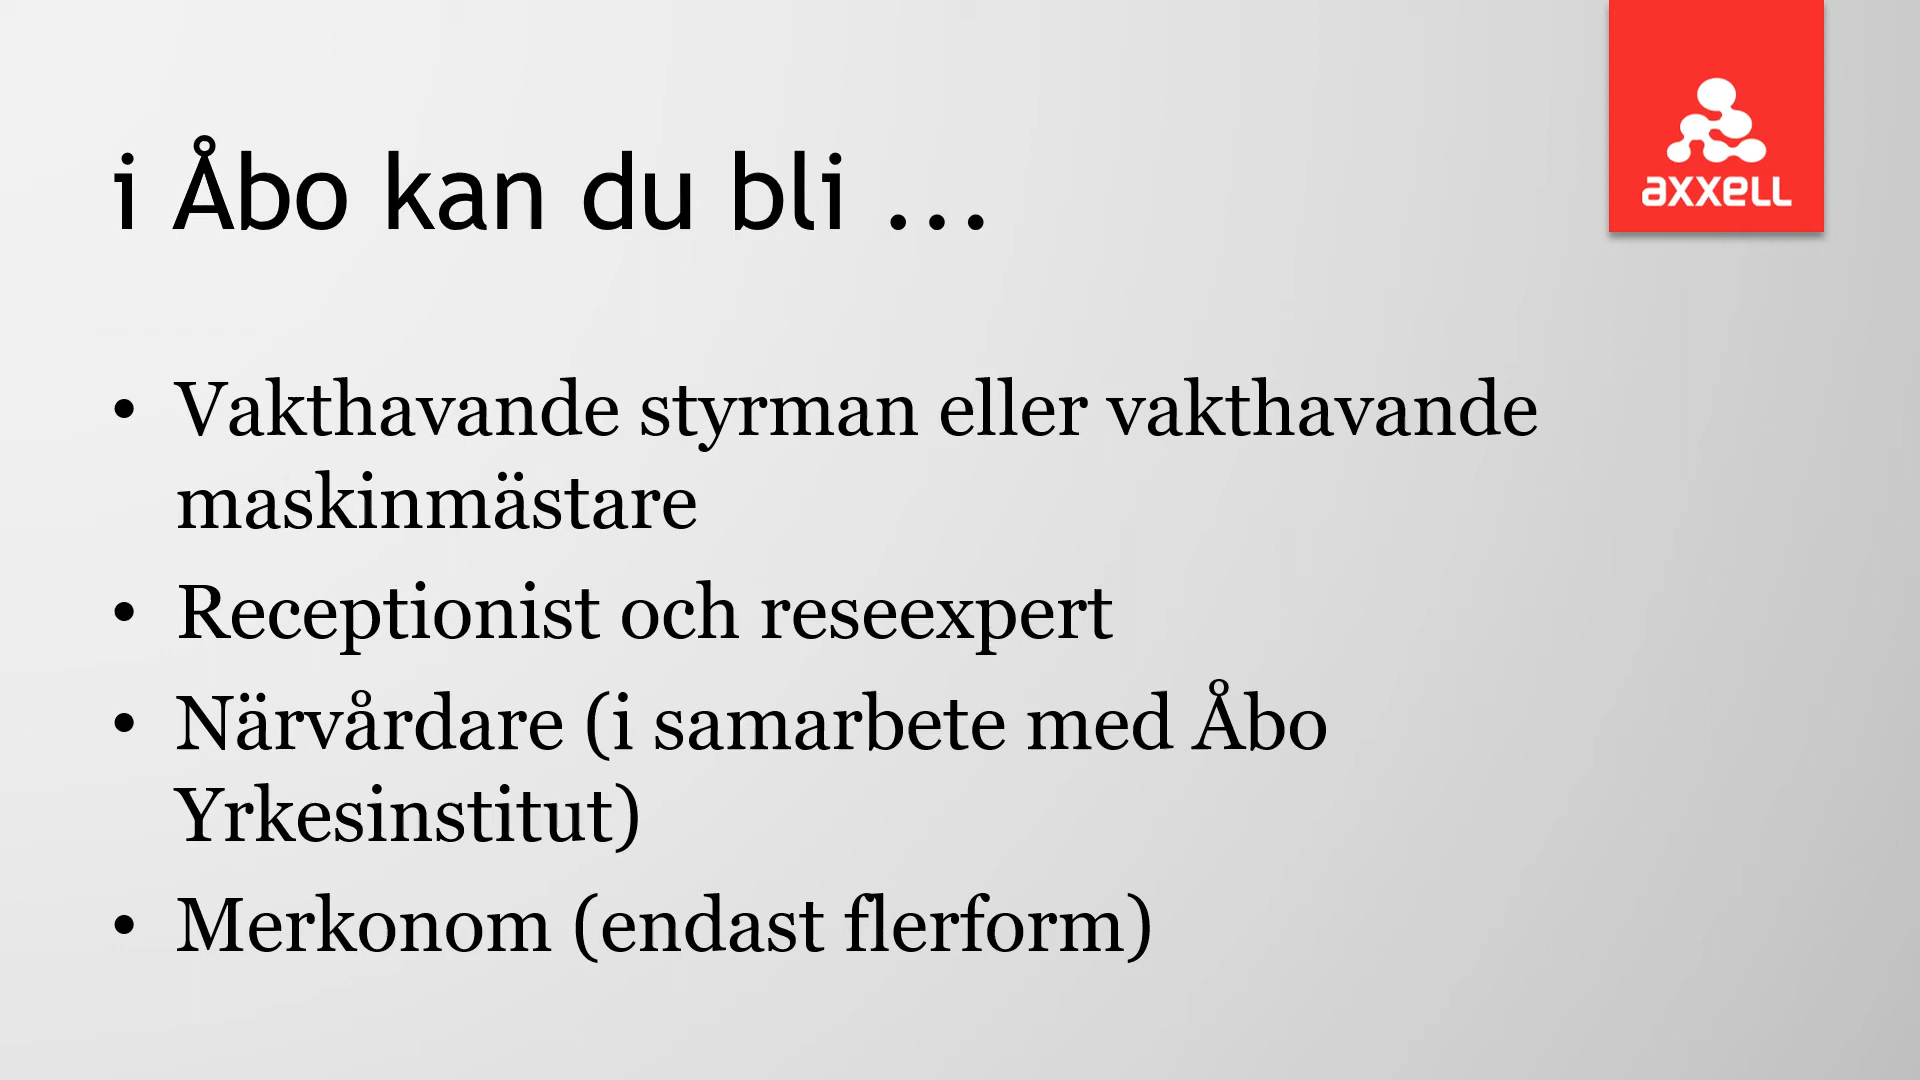 i Åbo kan du bli ...
axxell
• Vakthavande styrman eller vakthavande
maskinmästare
• Receptionist och reseexpert
• Närvårdare (i samarbete med Åbo
Yrkesinstitut)
• Merkonom (endast flerform)